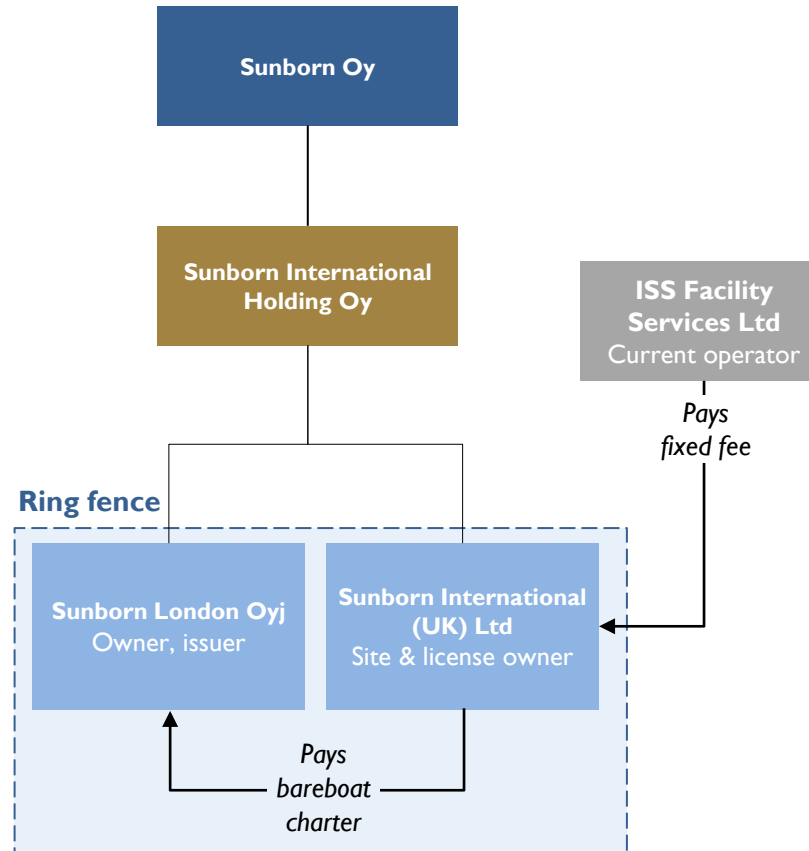 Sunborn Oy
Sunborn International
Holding Oy
ISS Facility
Services Ltd
Current operator
Pays
fixed fee
Ring fence
Sunborn London Oyj
Owner, issuer
Sunborn International
(UK) Ltd
Site & license owner
Pays
bareboat
charter